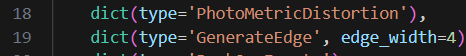 18 dict(type='PhotoMetricDistortion'),
19 dict(type='GenerateEdge', edge_width=4)